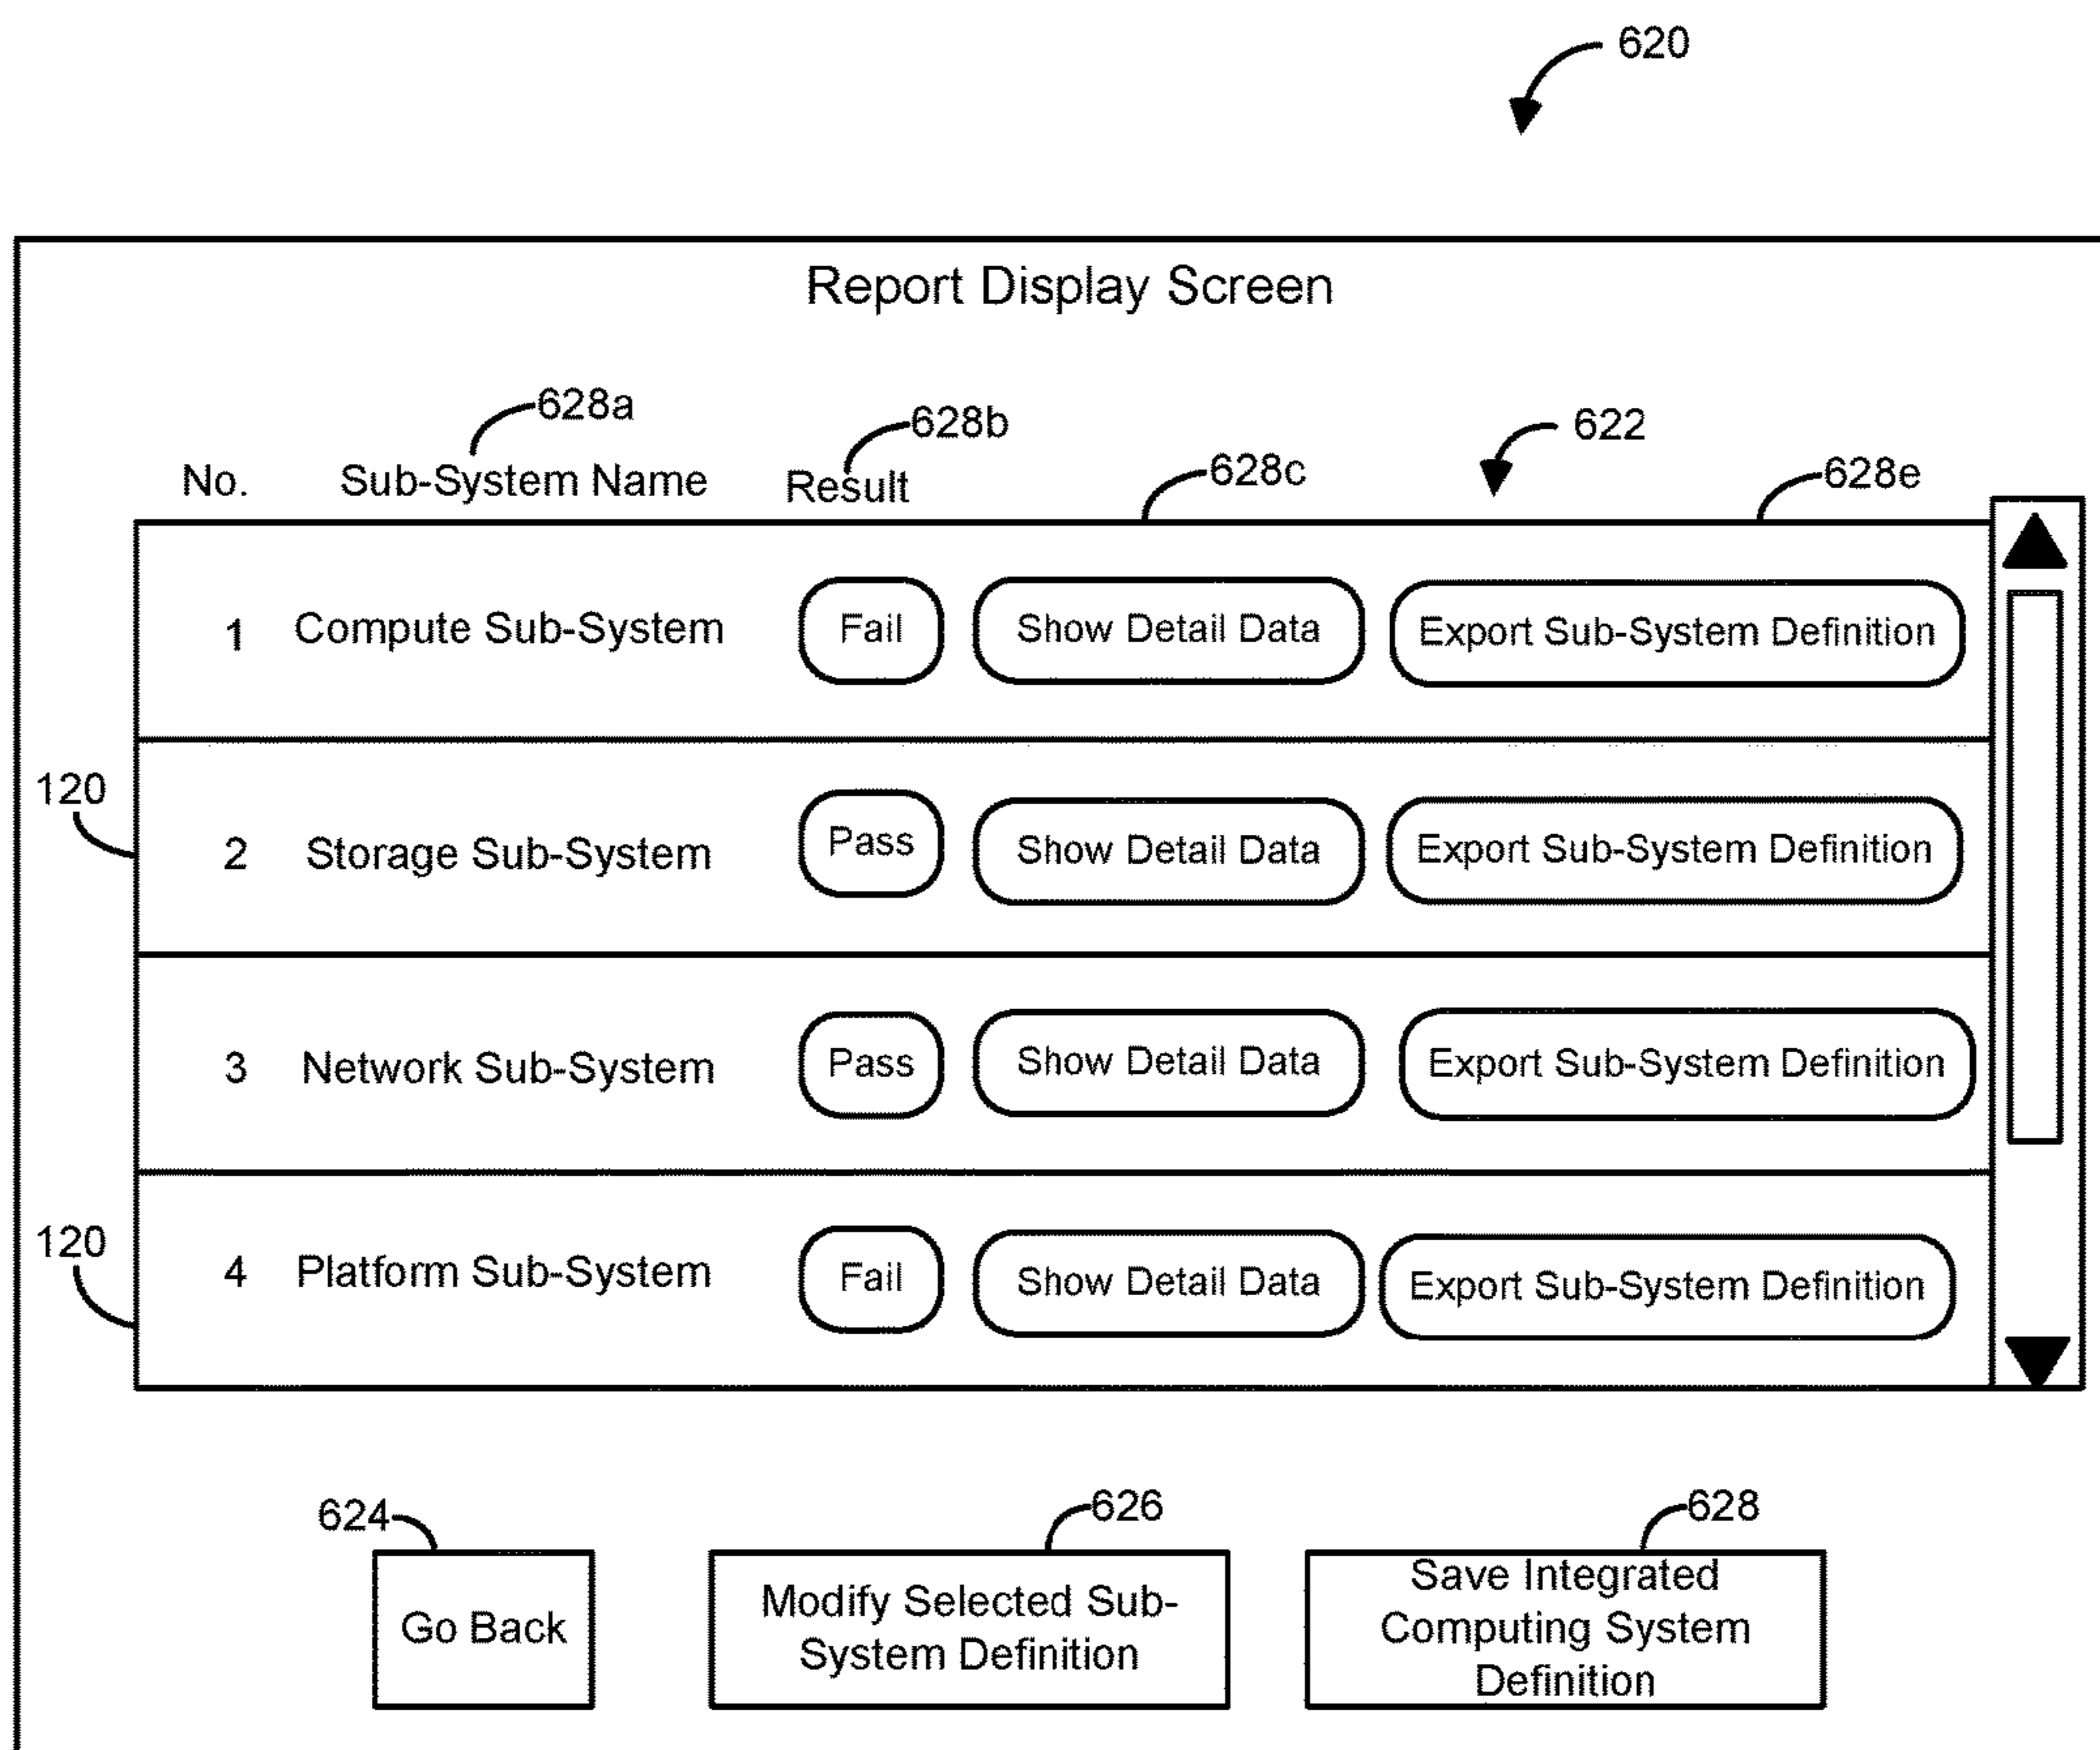 620
Report Display Screen
628a
628b
622
628c
628e
No. Sub-System Name Result
1 Compute Sub-System Fail Show Detail Data Export Sub-System Definition
120
2 Storage Sub-System Pass Show Detail Data Export Sub-System Definition
3 Network Sub-System Pass Show Detail Data Export Sub-System Definition
120
4 Platform Sub-System Fail Show Detail Data Export Sub-System Definition
624
626
628
Go Back
Modify Selected Sub-
System Definition
Save Integrated
Computing System
Definition